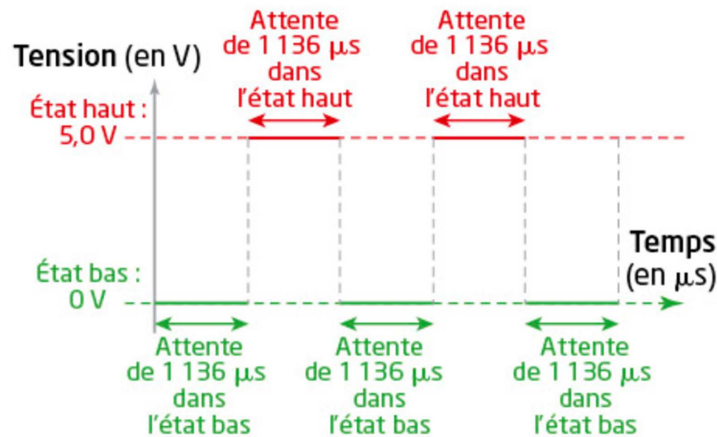 Attente
de 1 136 µs
dans
l'état haut
Attente
de 1 136 µs
dans
l'état haut
Tension (en V)
État haut :
5,0 V
Temps
(en µs)
État bas :
0 V
Attente
de 1 136 µs
dans
l'état bas
Attente
de 1 136 µs
dans
l'état bas
Attente
de 1 136 µs
dans
l'état bas